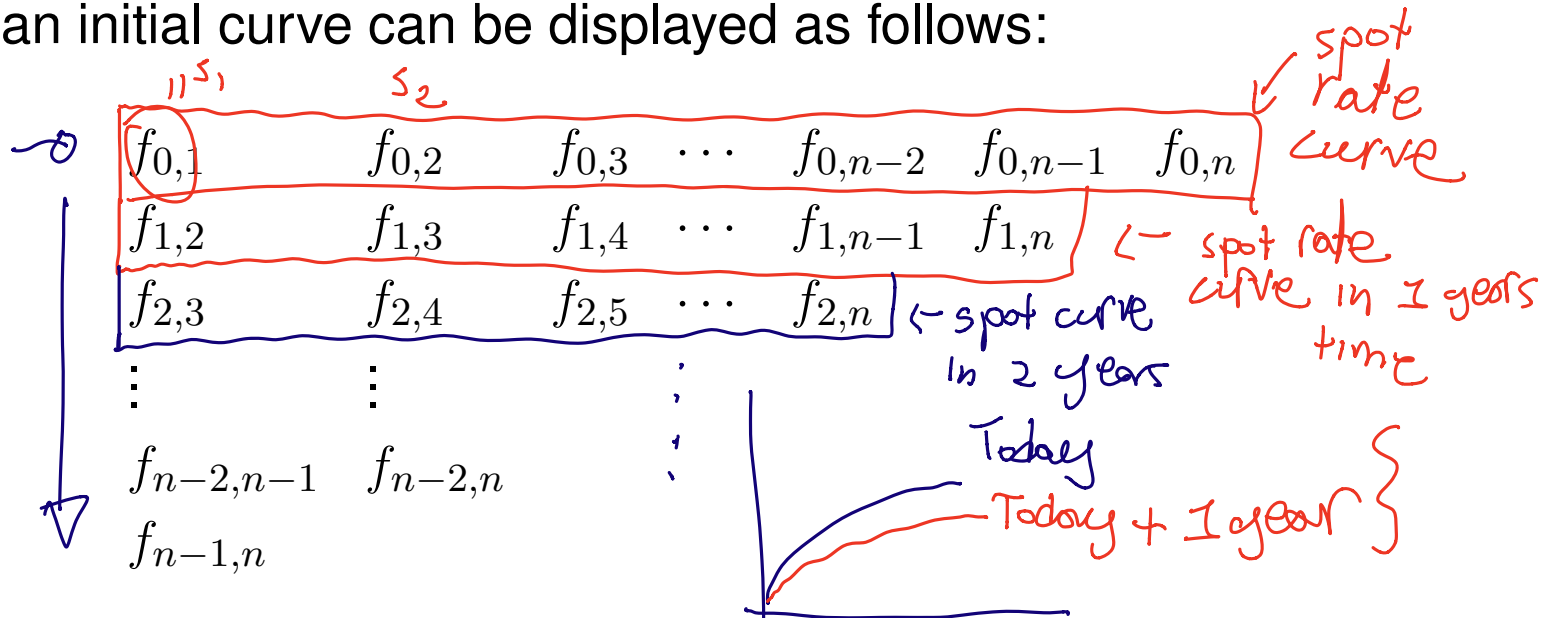 an initial curve can be displayed as follows:
"s₁ s₂
f₀,₁ f₀,₂ f₀,₃ ⋯ f₀,ₙ₋₂ f₀,ₙ₋₁ f₀,ₙ
spot
rate
curve
f₁,₂ f₁,₃ f₁,₄ ⋯ f₁,ₙ₋₁ f₁,ₙ
← spot rate
curve in 1 years
time
f₂,₃ f₂,₄ f₂,₅ ⋯ f₂,ₙ
← spot curve
in 2 years
⋮ ⋮ ⋮
fₙ₋₂,ₙ₋₁ fₙ₋₂,ₙ
fₙ₋₁,ₙ
Today
Today + 1 year }